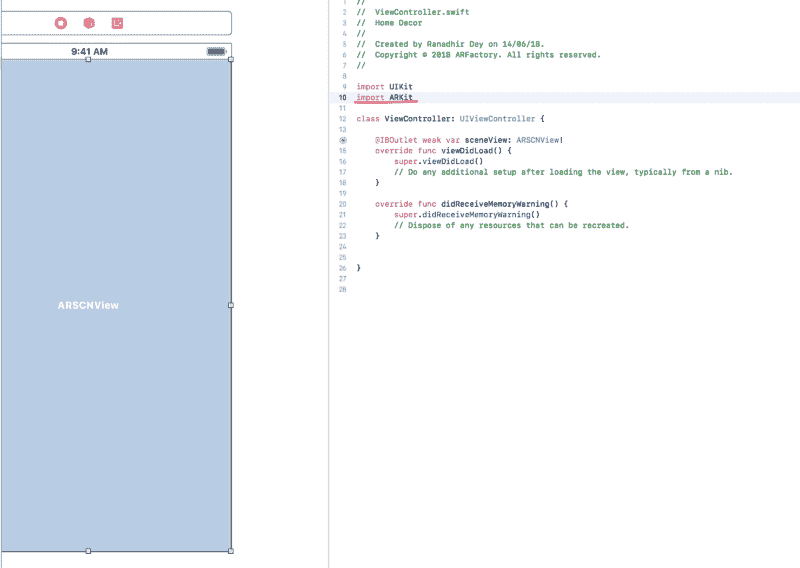 9:41 AM
ARSCNView
1 //
2 // ViewController.swift
3 // Home Decor
4 //
5 // Created by Ranadhir Dey on 14/06/18.
6 // Copyright © 2018 ARFactory. All rights reserved.
7 //
8
9 import UIKit
10 import ARKit
11
12 class ViewController: UIViewController {
13
@IBOutlet weak var sceneView: ARSCNView!
15 override func viewDidLoad() {
16 super.viewDidLoad()
17 // Do any additional setup after loading the view, typically from a nib.
18 }
19
20 override func didReceiveMemoryWarning() {
21 super.didReceiveMemoryWarning()
22 // Dispose of any resources that can be recreated.
23 }
24
25
26 }
27
28